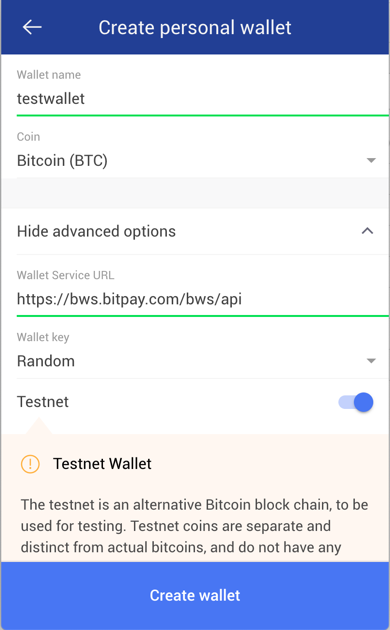 Create personal wallet
Wallet name
testwallet
Coin
Bitcoin (BTC)
Hide advanced options
Wallet Service URL
https://bws.bitpay.com/bws/api
Wallet key
Random
Testnet
Testnet Wallet
The testnet is an alternative Bitcoin block chain, to be
used for testing. Testnet coins are separate and
distinct from actual bitcoins, and do not have any
Create wallet